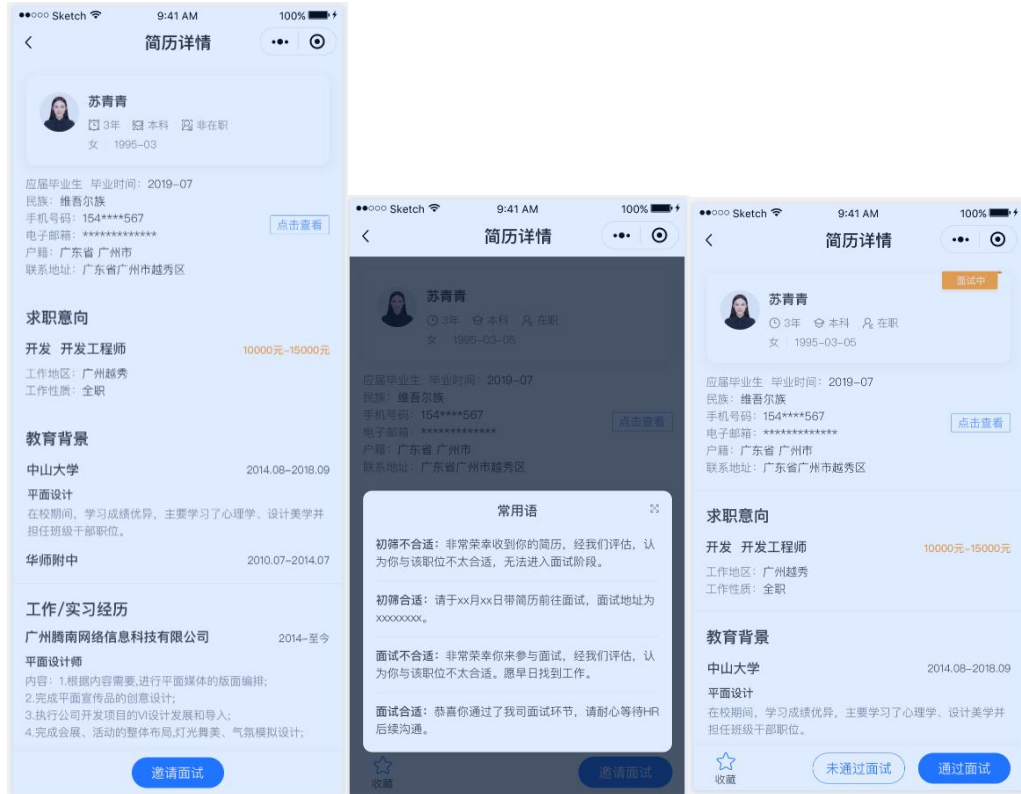 Sketch 9:41 AM 100%
简历详情
苏青青
3年 本科 非在职
女 1995-03
应届毕业生 毕业时间：2019-07
民族：维吾尔族
手机号码：154****567
点击查看
电子邮箱：*************
户籍：广东省 广州市
联系地址：广东省广州市越秀区
求职意向
开发 开发工程师 10000元-15000元
工作地区：广州越秀
工作性质：全职
教育背景
中山大学 2014.08-2018.09
平面设计
在校期间，学习成绩优异，主要学习了心理学、设计美学并
担任班级干部职位。
华师附中 2010.07-2014.07
工作/实习经历
广州腾南网络信息科技有限公司 2014-至今
平面设计师
内容：1.根据内容需要,进行平面媒体的版面编排;
2.完成平面宣传品的创意设计;
3.执行公司开发项目的VI设计发展和导入;
4.完成会展、活动的整体布局,灯光舞美、气氛模拟设计;
邀请面试
Sketch 9:41 AM 100%
简历详情
苏青青
3年 本科 在职
女 1995-03-05
应届毕业生 毕业时间：2019-07
民族：维吾尔族
手机号码：154****567
点击查看
电子邮箱：*************
户籍：广东省 广州市
联系地址：广东省广州市越秀区
常用语
初筛不合适：非常荣幸收到你的简历，经我们评估，认
为你与该职位不太合适，无法进入面试阶段。
初筛合适：请于xx月xx日带简历前往面试，面试地址为
xxxxxxxx。
面试不合适：非常荣幸你来参与面试，经我们评估，认
为你与该职位不太合适。愿早日找到工作。
面试合适：恭喜你通过了我司面试环节，请耐心等待HR
后续沟通。
收藏
邀请面试
Sketch 9:41 AM 100%
简历详情
面试中
苏青青
3年 本科 在职
女 1995-03-05
应届毕业生 毕业时间：2019-07
民族：维吾尔族
手机号码：154****567
点击查看
电子邮箱：*************
户籍：广东省 广州市
联系地址：广东省广州市越秀区
求职意向
开发 开发工程师 10000元-15000元
工作地区：广州越秀
工作性质：全职
教育背景
中山大学 2014.08-2018.09
平面设计
在校期间，学习成绩优异，主要学习了心理学、设计美学并
担任班级干部职位。
收藏
未通过面试
通过面试